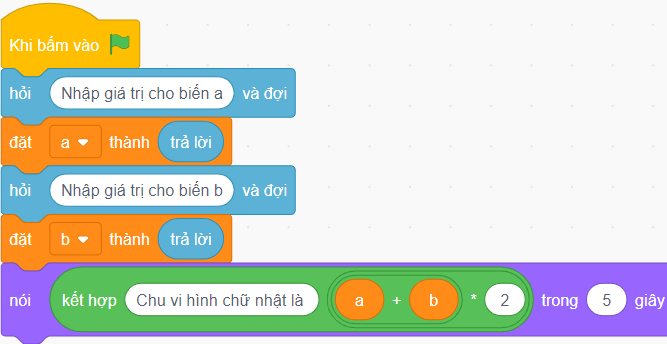 Khi bấm vào
hỏi Nhập giá trị cho biến a và đợi
đặt a thành trả lời
hỏi Nhập giá trị cho biến b và đợi
đặt b thành trả lời
nói kết hợp Chu vi hình chữ nhật là a + b * 2 trong 5 giây